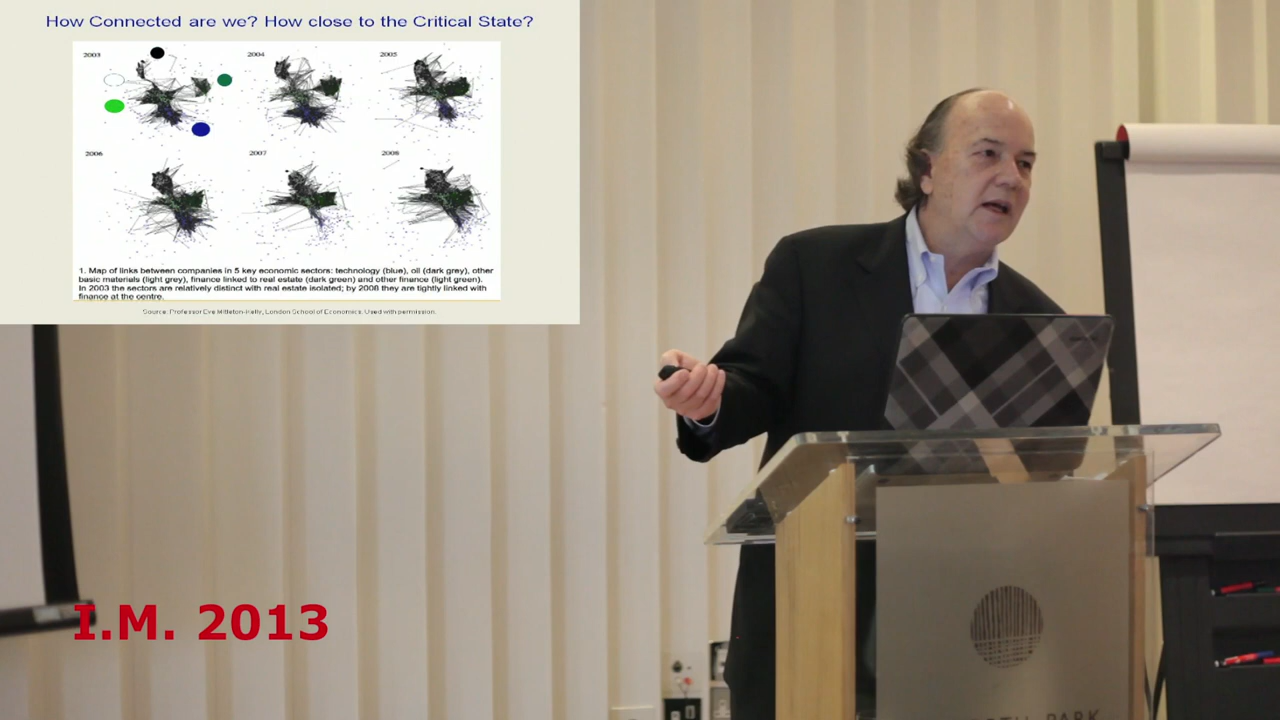 How Connected are we? How close to the Critical State?
2003
2004
2005
2006
2007
2008
1. Map of links between companies in 5 key economic sectors: technology (blue), oil (dark grey), other
basic materials (light grey), finance linked to real estate (dark green) and other finance (light green).
In 2003 the sectors are relatively distinct with real estate isolated; by 2008 they are tightly linked with
finance at the centre.
Source: Professor Eve Mitleton-Kelly, London School of Economics. Used with permission.
I.M. 2013
PARK